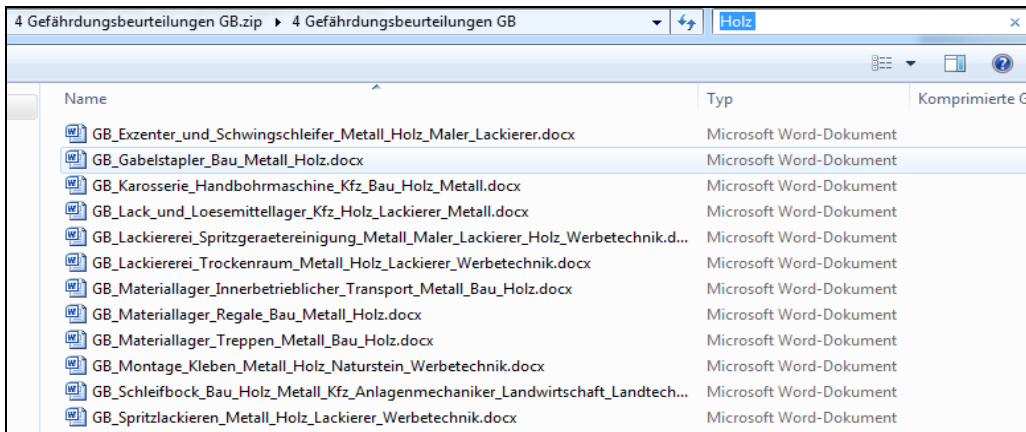 4 Gefährdungsbeurteilungen GB.zip 4 Gefährdungsbeurteilungen GB Holz
Name Typ Komprimierte G
GB_Exzenter_und_Schwingschleifer_Metall_Holz_Maler_Lackierer.docx Microsoft Word-Dokument
GB_Gabelstapler_Bau_Metall_Holz.docx Microsoft Word-Dokument
GB_Karosserie_Handbohrmaschine_Kfz_Bau_Holz_Metall.docx Microsoft Word-Dokument
GB_Lack_und_Loesemittellager_Kfz_Holz_Lackierer_Metall.docx Microsoft Word-Dokument
GB_Lackiererei_Spritzgeraetereinigung_Metall_Maler_Lackierer_Holz_Werbetechnik.d... Microsoft Word-Dokument
GB_Lackiererei_Trockenraum_Metall_Holz_Lackierer_Werbetechnik.docx Microsoft Word-Dokument
GB_Materiallager_Innerbetrieblicher_Transport_Metall_Bau_Holz.docx Microsoft Word-Dokument
GB_Materiallager_Regale_Bau_Metall_Holz.docx Microsoft Word-Dokument
GB_Materiallager_Treppen_Metall_Bau_Holz.docx Microsoft Word-Dokument
GB_Montage_Kleben_Metall_Holz_Naturstein_Werbetechnik.docx Microsoft Word-Dokument
GB_Schleifbock_Bau_Holz_Metall_Kfz_Anlagenmechaniker_Landwirtschaft_Landtech... Microsoft Word-Dokument
GB_Spritzlackieren_Metall_Holz_Lackierer_Werbetechnik.docx Microsoft Word-Dokument